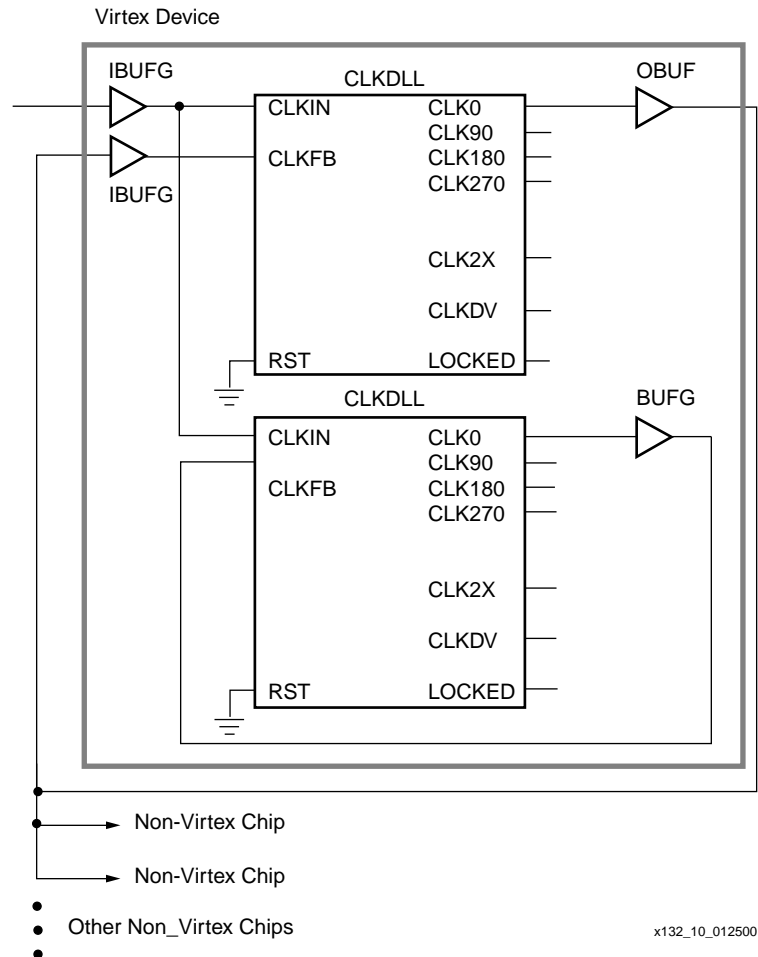 Virtex Device
IBUFG
CLKDLL
OBUF
CLKIN
CLK0
CLK90
CLKFB
CLK180
CLK270
IBUFG
CLK2X
CLKDV
RST
LOCKED
CLKDLL
BUFG
CLKIN
CLK0
CLK90
CLKFB
CLK180
CLK270
CLK2X
CLKDV
RST
LOCKED
Non-Virtex Chip
Non-Virtex Chip
Other Non_Virtex Chips
x132_10_012500